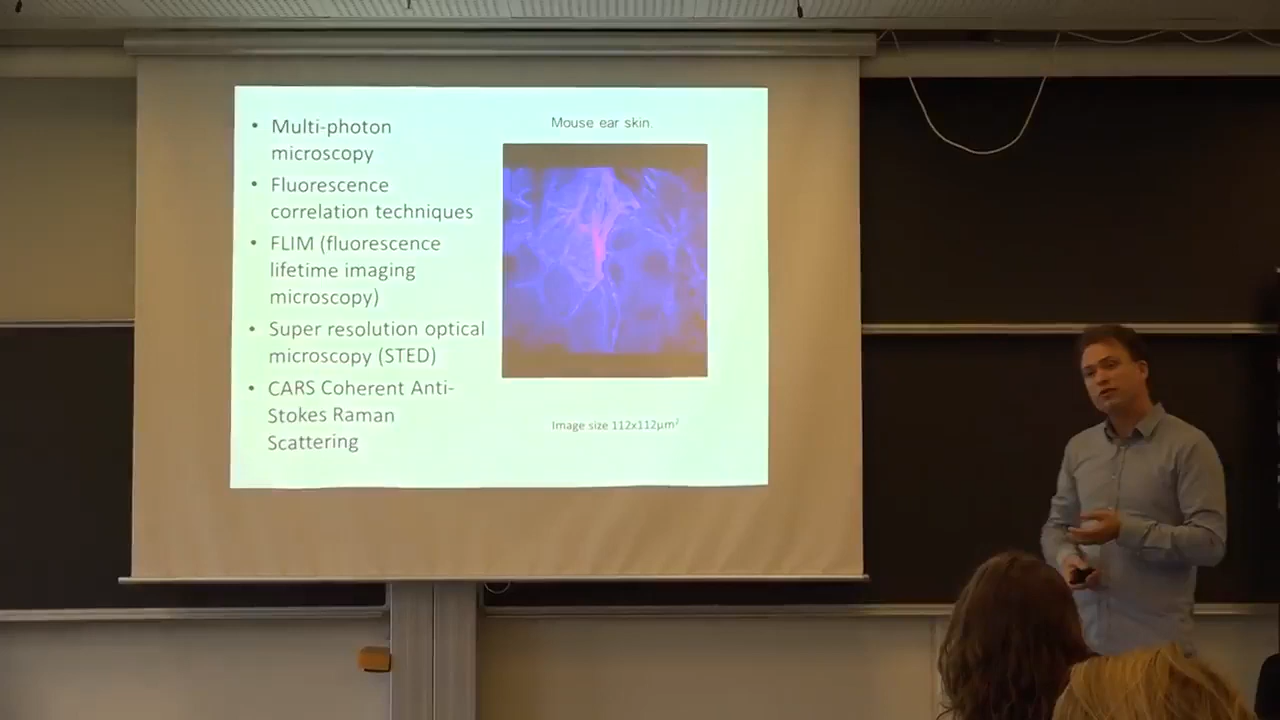 • Multi-photon
microscopy
• Fluorescence
correlation techniques
• FLIM (fluorescence
lifetime imaging
microscopy)
• Super resolution optical
microscopy (STED)
• CARS Coherent Anti-
Stokes Raman
Scattering
Mouse ear skin.
Image size 112x112µm²